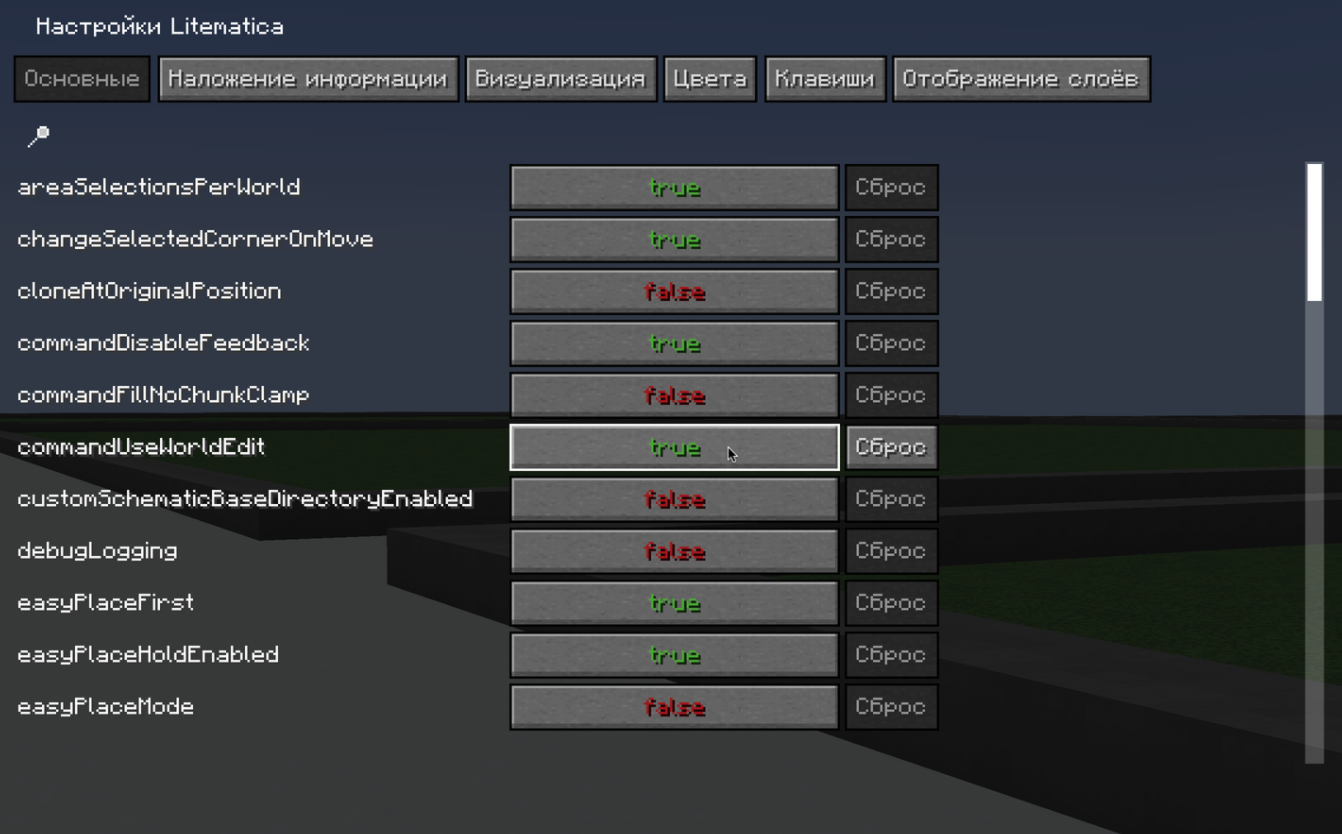 Настройки Litematica
Основные Наложение информации Визуализация Цвета Клавиши Отображение слоёв
areaSelectionsPerWorld true Сброс
changeSelectedCornerOnMove true Сброс
cloneAtOriginalPosition false Сброс
commandDisableFeedback true Сброс
commandFillNoChunkClamp false Сброс
commandUseWorldEdit true Сброс
customSchematicBaseDirectoryEnabled false Сброс
debugLogging false Сброс
easyPlaceFirst true Сброс
easyPlaceHoldEnabled true Сброс
easyPlaceMode false Сброс